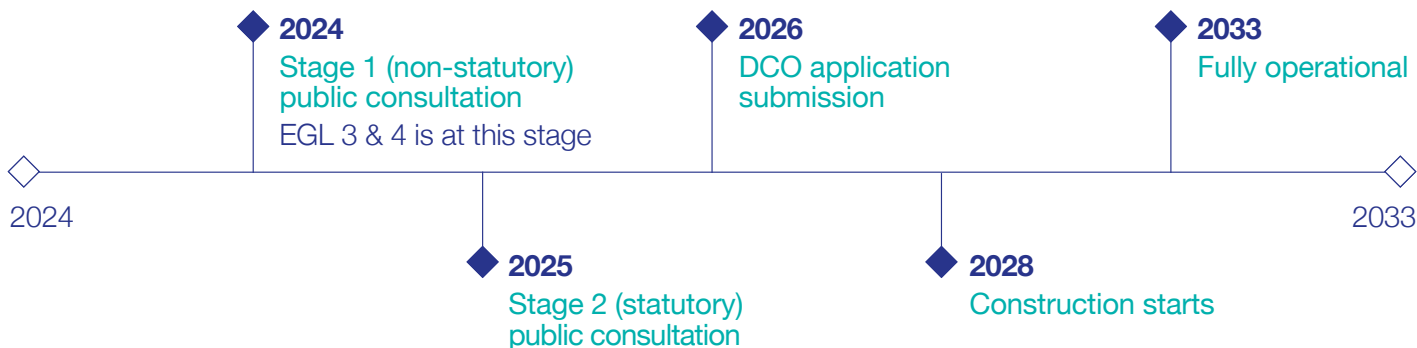 2024
Stage 1 (non-statutory)
public consultation
EGL 3 & 4 is at this stage
2026
DCO application
submission
2033
Fully operational
2024
2033
2025
Stage 2 (statutory)
public consultation
2028
Construction starts